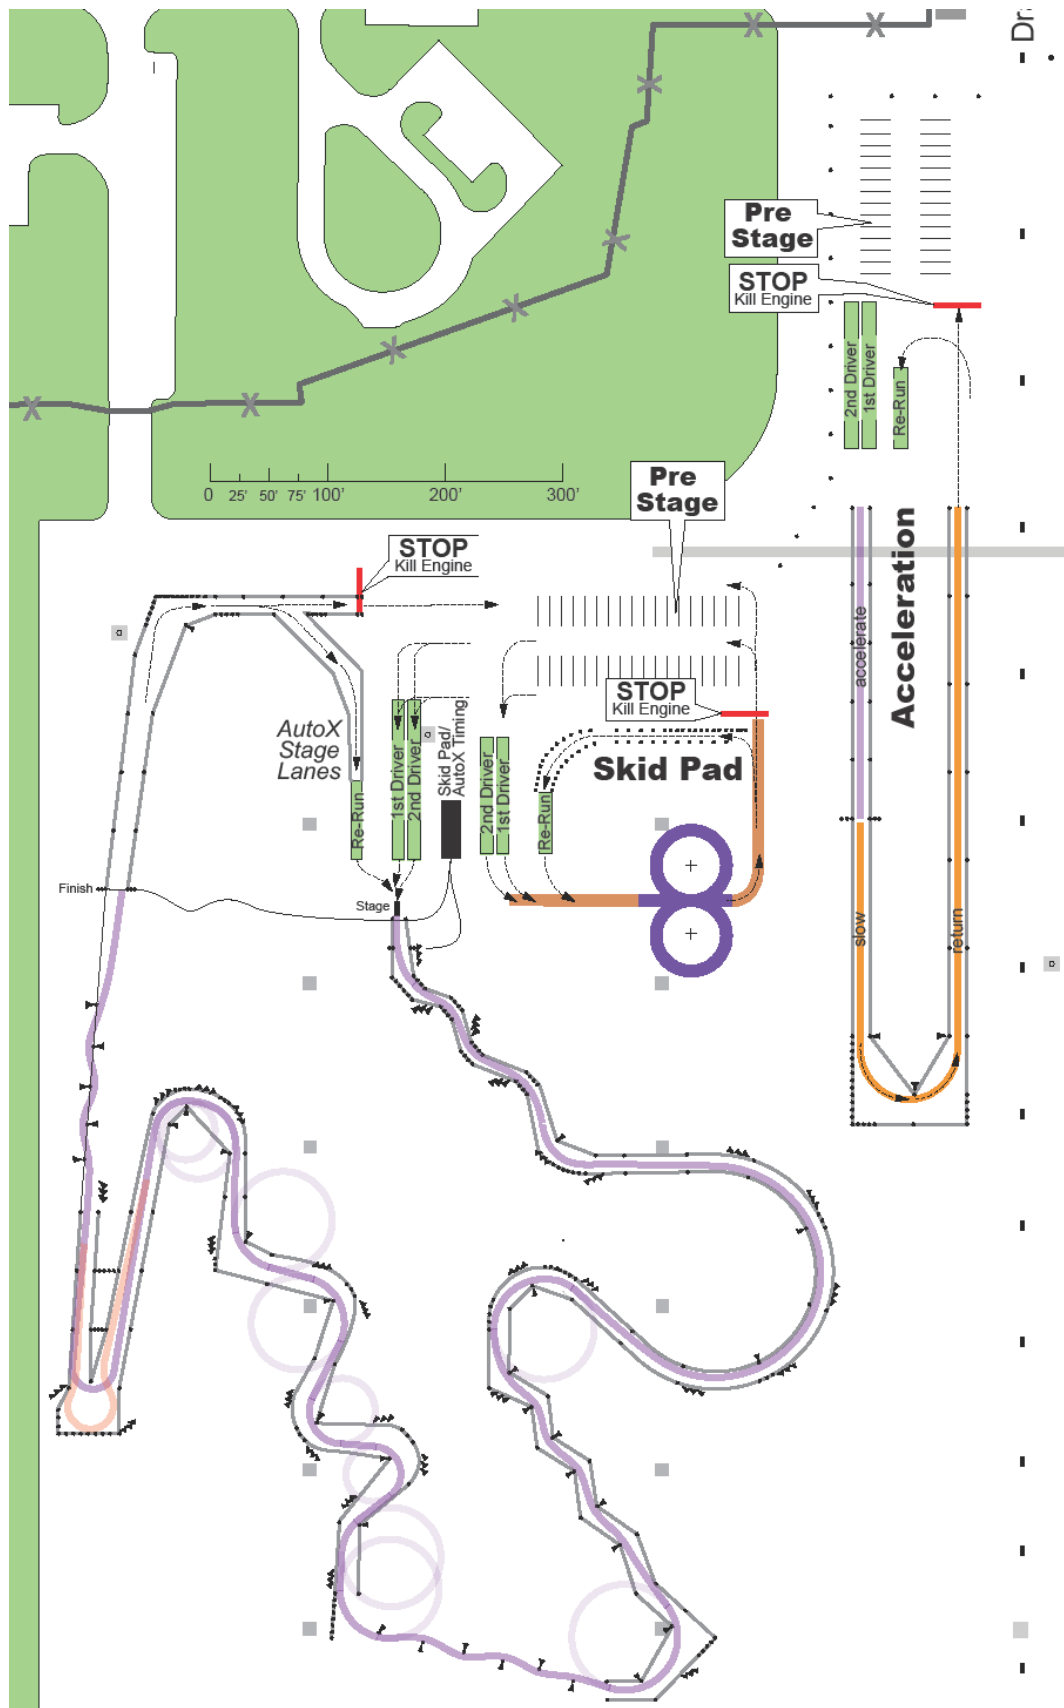 Dr
Pre
Stage
STOP
Kill Engine
2nd Driver
1st Driver
Re-Run
0 25' 50' 75' 100' 200' 300'
Pre
Stage
STOP
Kill Engine
Acceleration
accelerate
slow
return
STOP
Kill Engine
Skid Pad
AutoX
Stage
Lanes
Re-Run
1st Driver
2nd Driver
Skid Pad/
AutoX Timing
2nd Driver
1st Driver
Re-Run
Finish
Stage